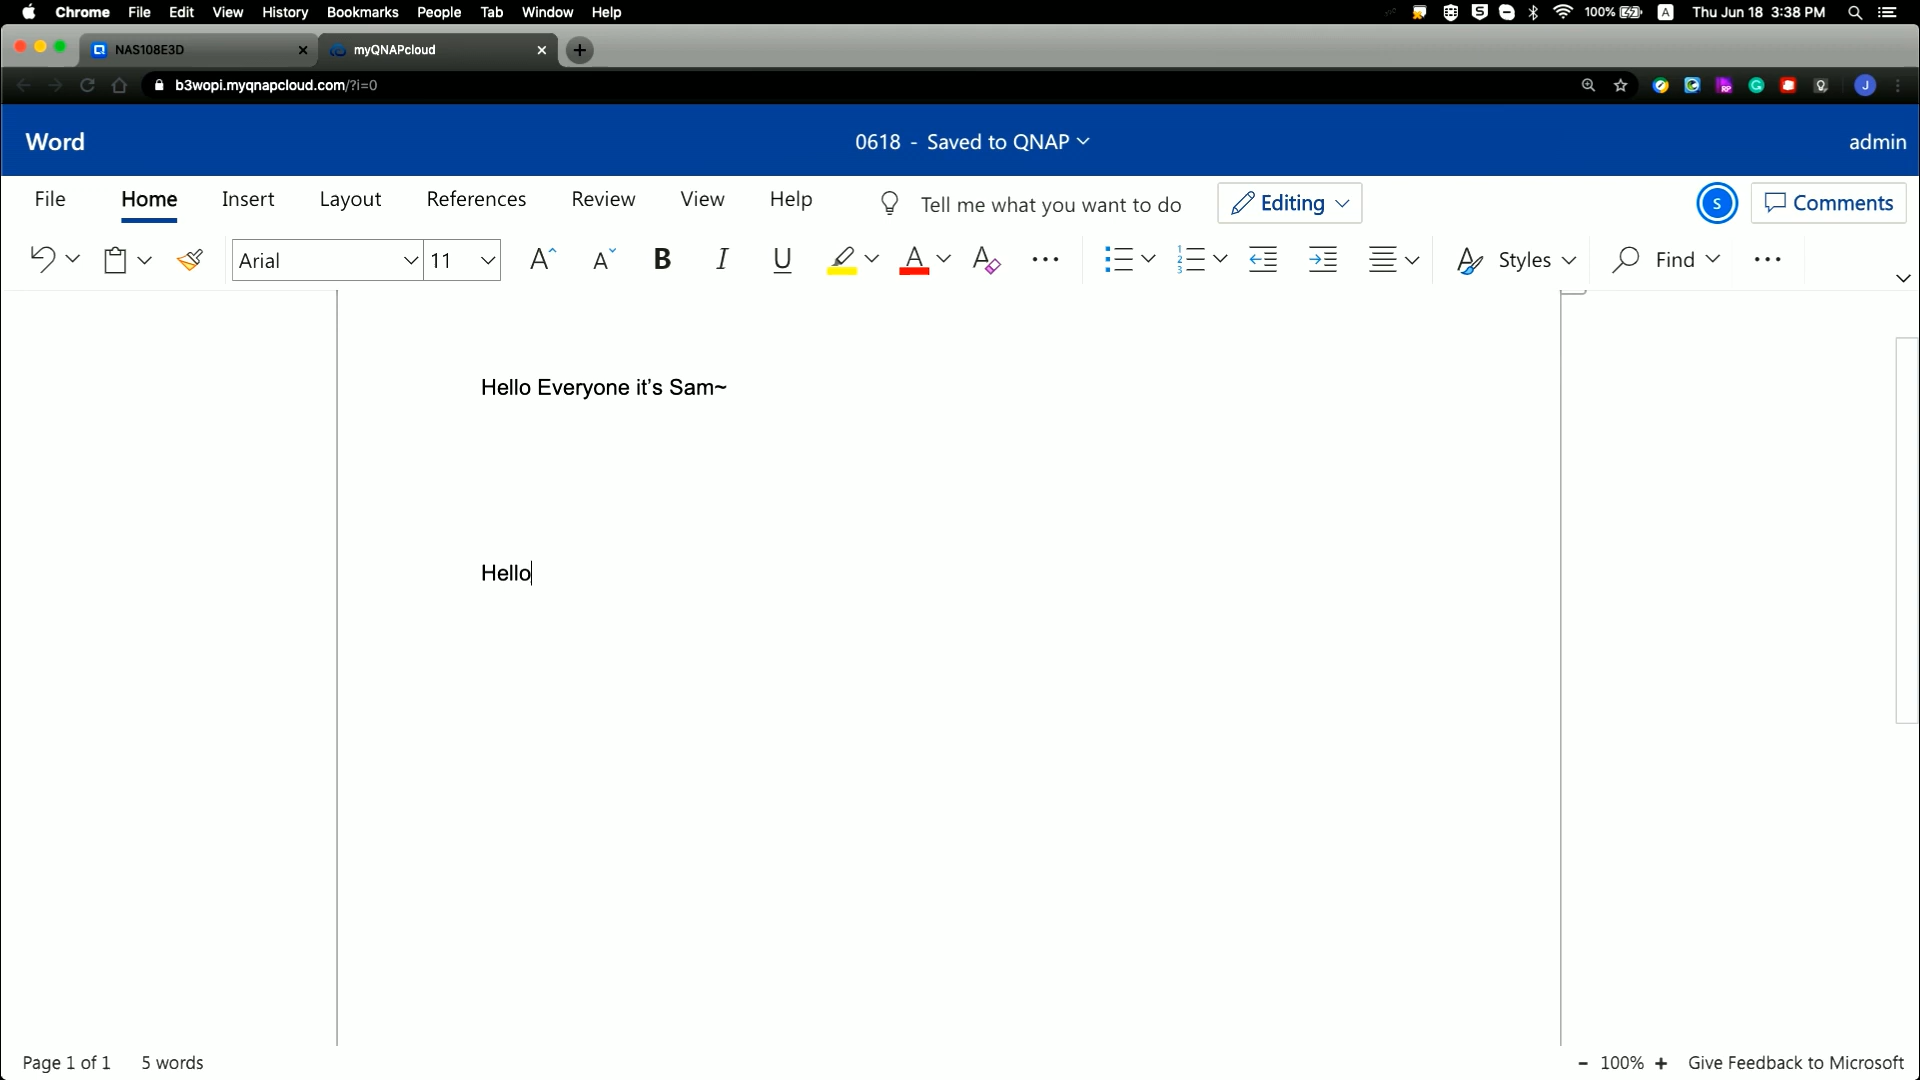 Chrome File Edit View History Bookmarks People Tab Window Help 100% A Thu Jun 18 3:38 PM
NAS108E3D myQNAPcloud
b3wopi.myqnapcloud.com/?i=0 RP J
Word 0618 - Saved to QNAP admin
File Home Insert Layout References Review View Help Tell me what you want to do Editing S Comments
Arial 11 A A B I U A A Styles Find
Hello Everyone it’s Sam~
Hello
Page 1 of 1 5 words - 100% + Give Feedback to Microsoft